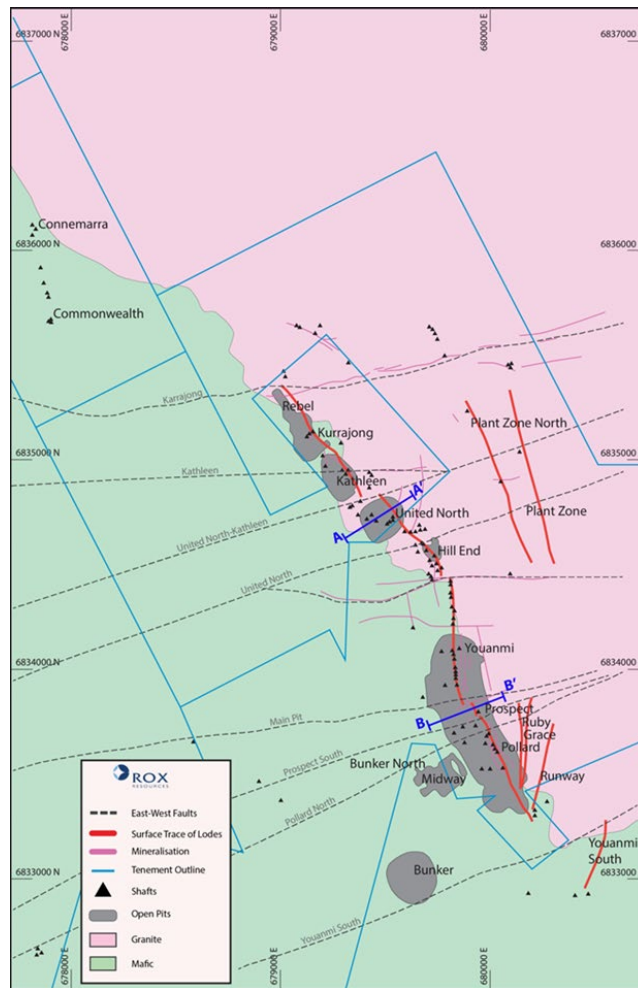 678000 E
679000 E
680000 E
6837000 N
6837000 N
Connemarra
6836000 N
6836000 N
Commonwealth
Karrajong
Rebel
Kurrajong
Plant Zone North
6835000 N
6835000 N
Kathleen
Kathleen
A'
United North
Plant Zone
United North-Kathleen
A
Hill End
United North
Youanmi
6834000 N
6834000 N
B'
Main Pit
Prospect
B
Ruby
Grace
Prospect South
Pollard
Bunker North
Midway
Runway
Pollard North
Youanmi
South
Bunker
6833000 N
6833000 N
Youanmi South
ROX
RESOURCES
East-West Faults
Surface Trace of Lodes
Mineralisation
Tenement Outline
Shafts
Open Pits
Granite
Mafic
678000 E
679000 E
680000 E